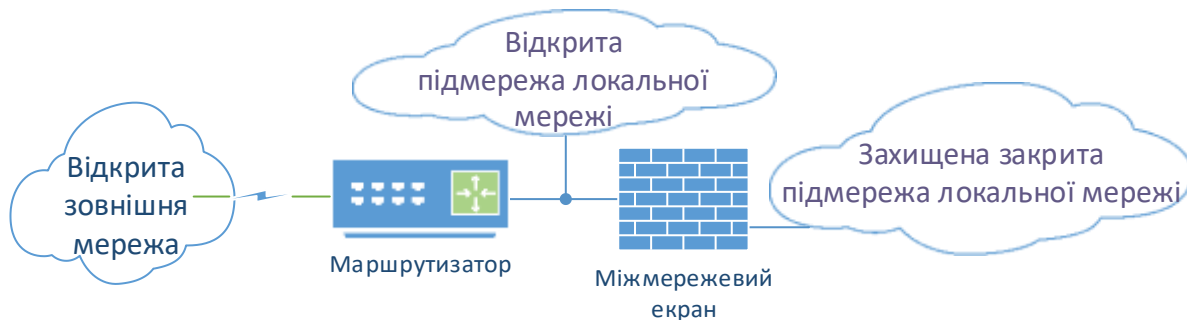 Відкрита
зовнішня
мережа
Маршрутизатор
Відкрита
підмережа локальної
мережі
Міжмережевий
екран
Захищена закрита
підмережа локальної мережі